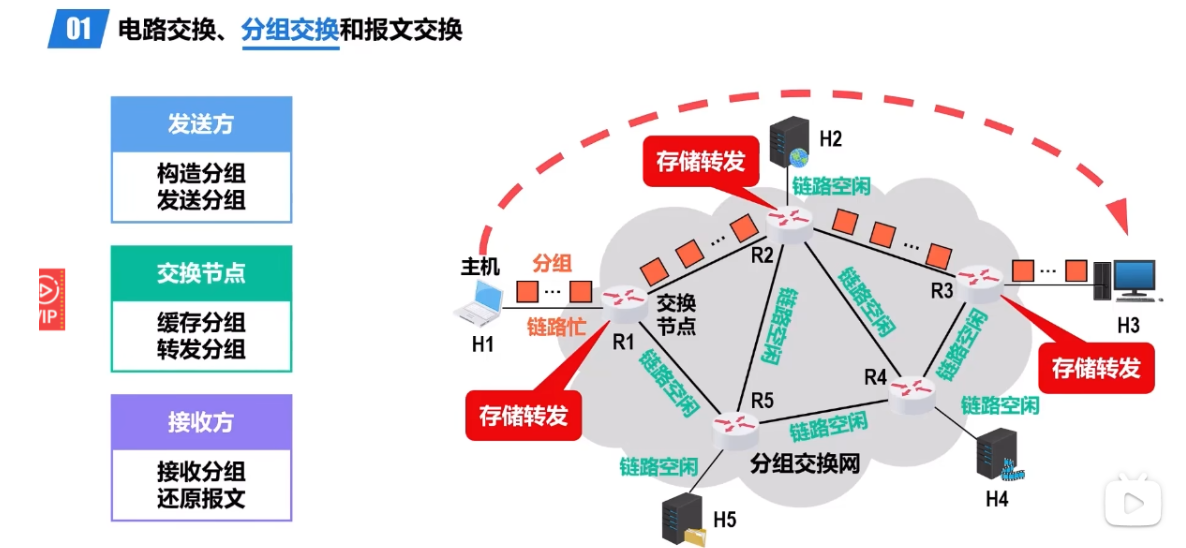 01 电路交换、分组交换和报文交换
发送方
构造分组
发送分组
交换节点
缓存分组
转发分组
接收方
接收分组
还原报文
VIP
H2
存储转发
链路空闲
主机
分组
...
链路忙
H1
R1
交换
节点
...
R2
...
R3
...
H3
存储转发
存储转发
链路空闲
链路空闲
链路空闲
链路空闲
R4
R5
链路空闲
链路空闲
链路空闲
分组交换网
H4
H5